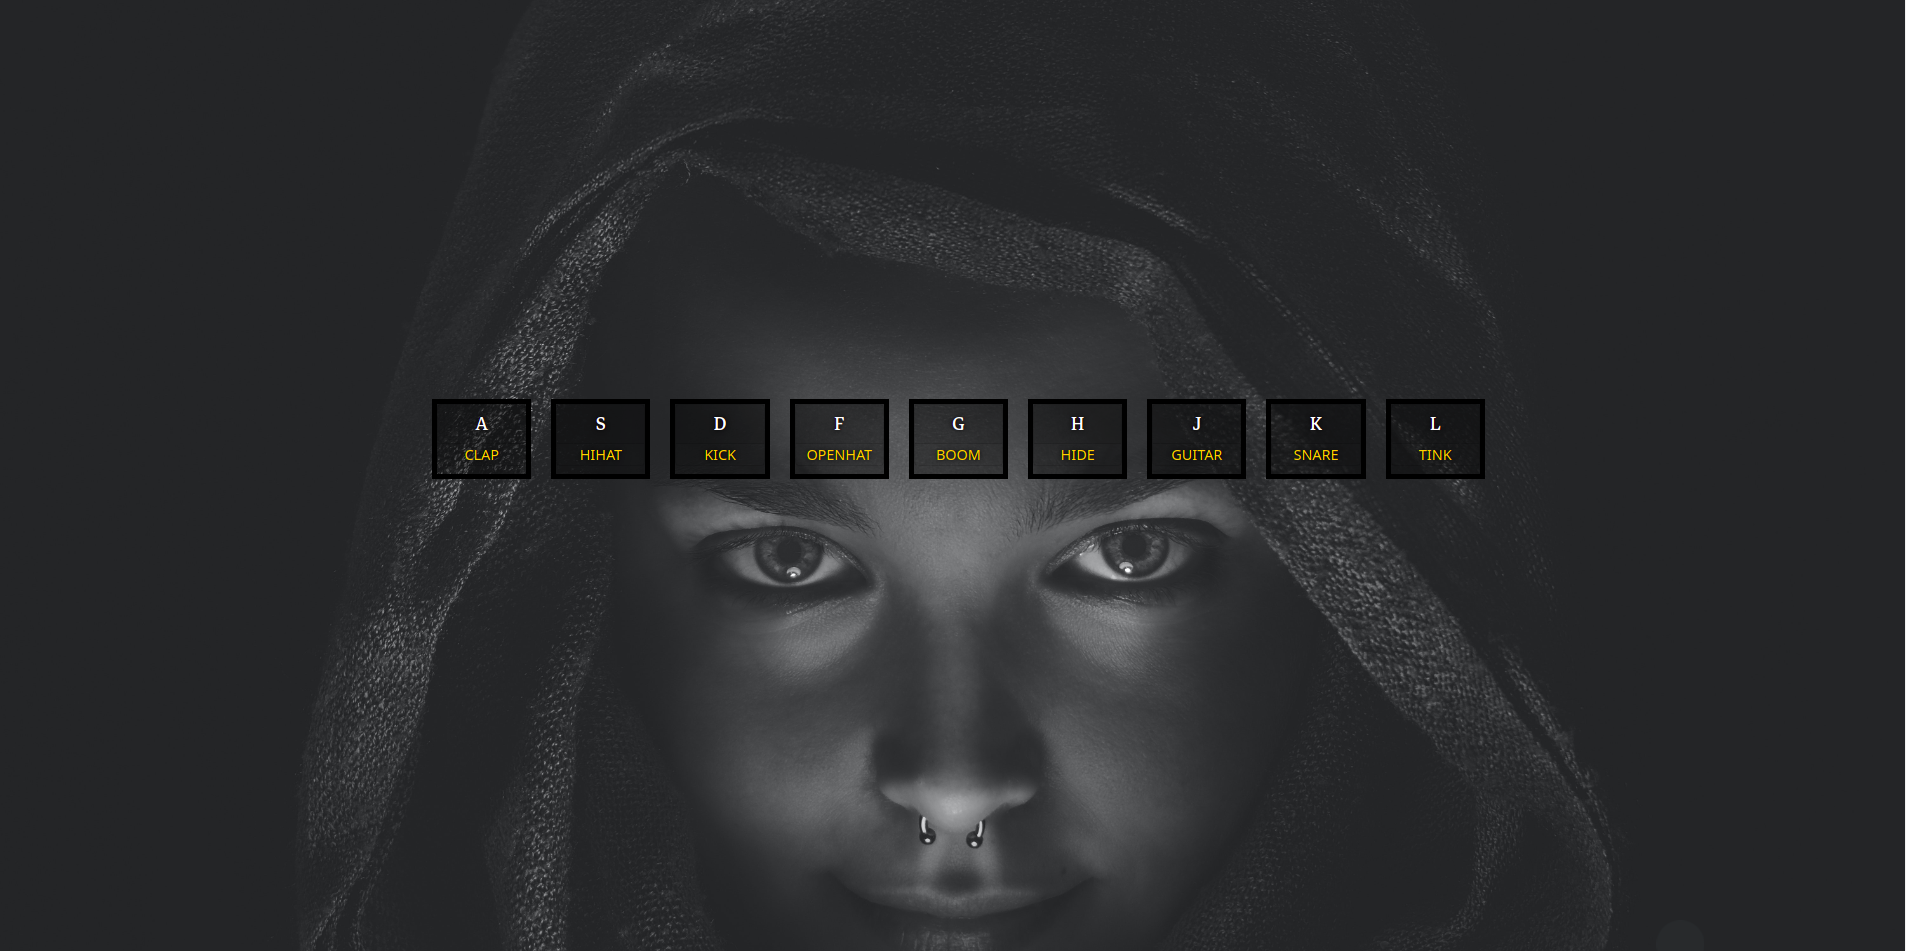 A S D F G H J K L
CLAP HIHAT KICK OPENHAT BOOM HIDE GUITAR SNARE TINK